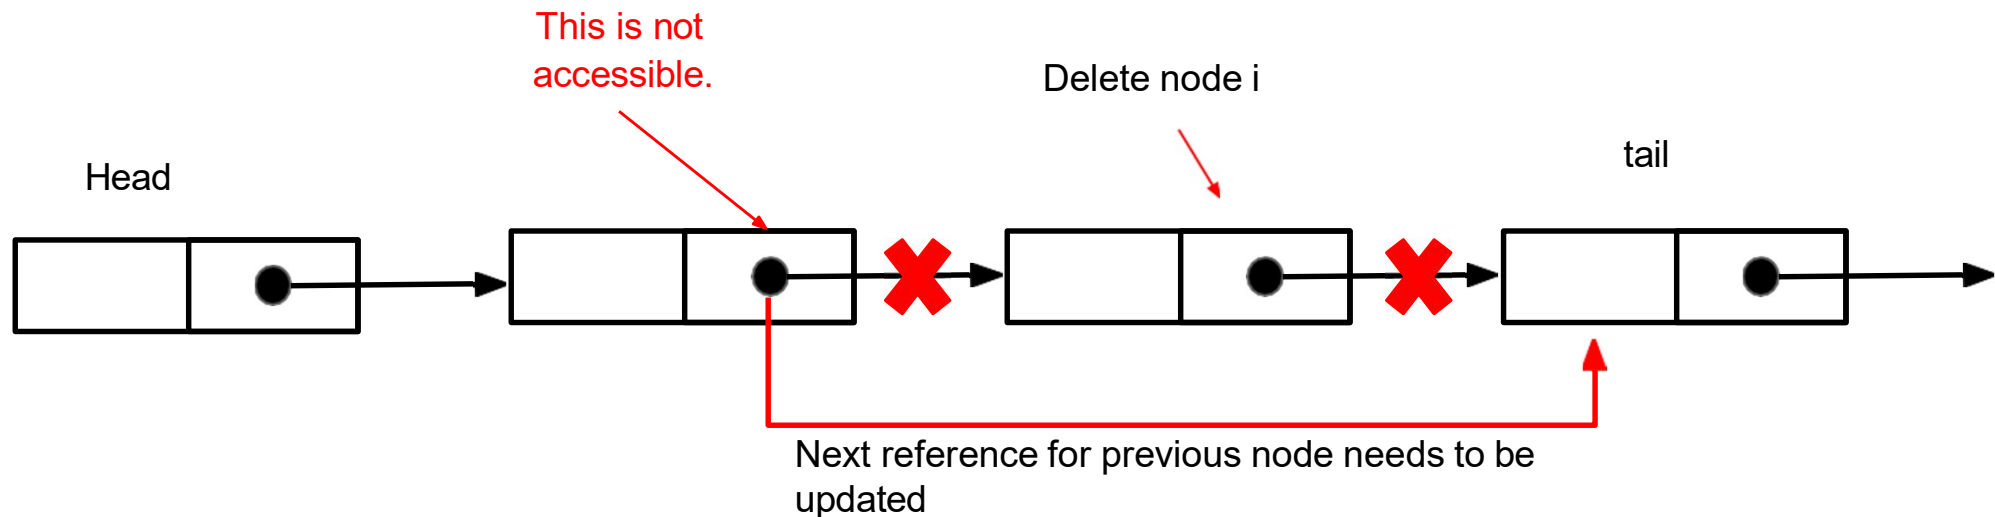 This is not
accessible.
Delete node i
tail
Head
Next reference for previous node needs to be
updated